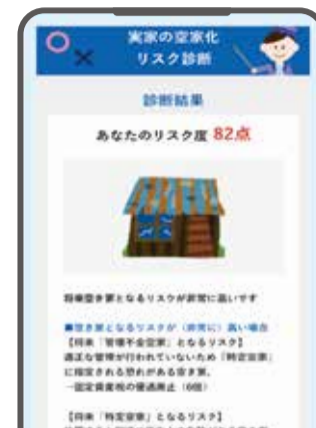 実家の空家化
リスク診断
診断結果
あなたのリスク度 82点
将来空き家となるリスクが非常に高いです
■空き家となるリスクが(非常に)高い場合
【将来「管理不全空家」となるリスク】
適正な管理が行われていないため「特定空家」
に指定される恐れがある空き家。
→固定資産税の優遇廃止(6倍)
【将来「特定空家」となるリスク】